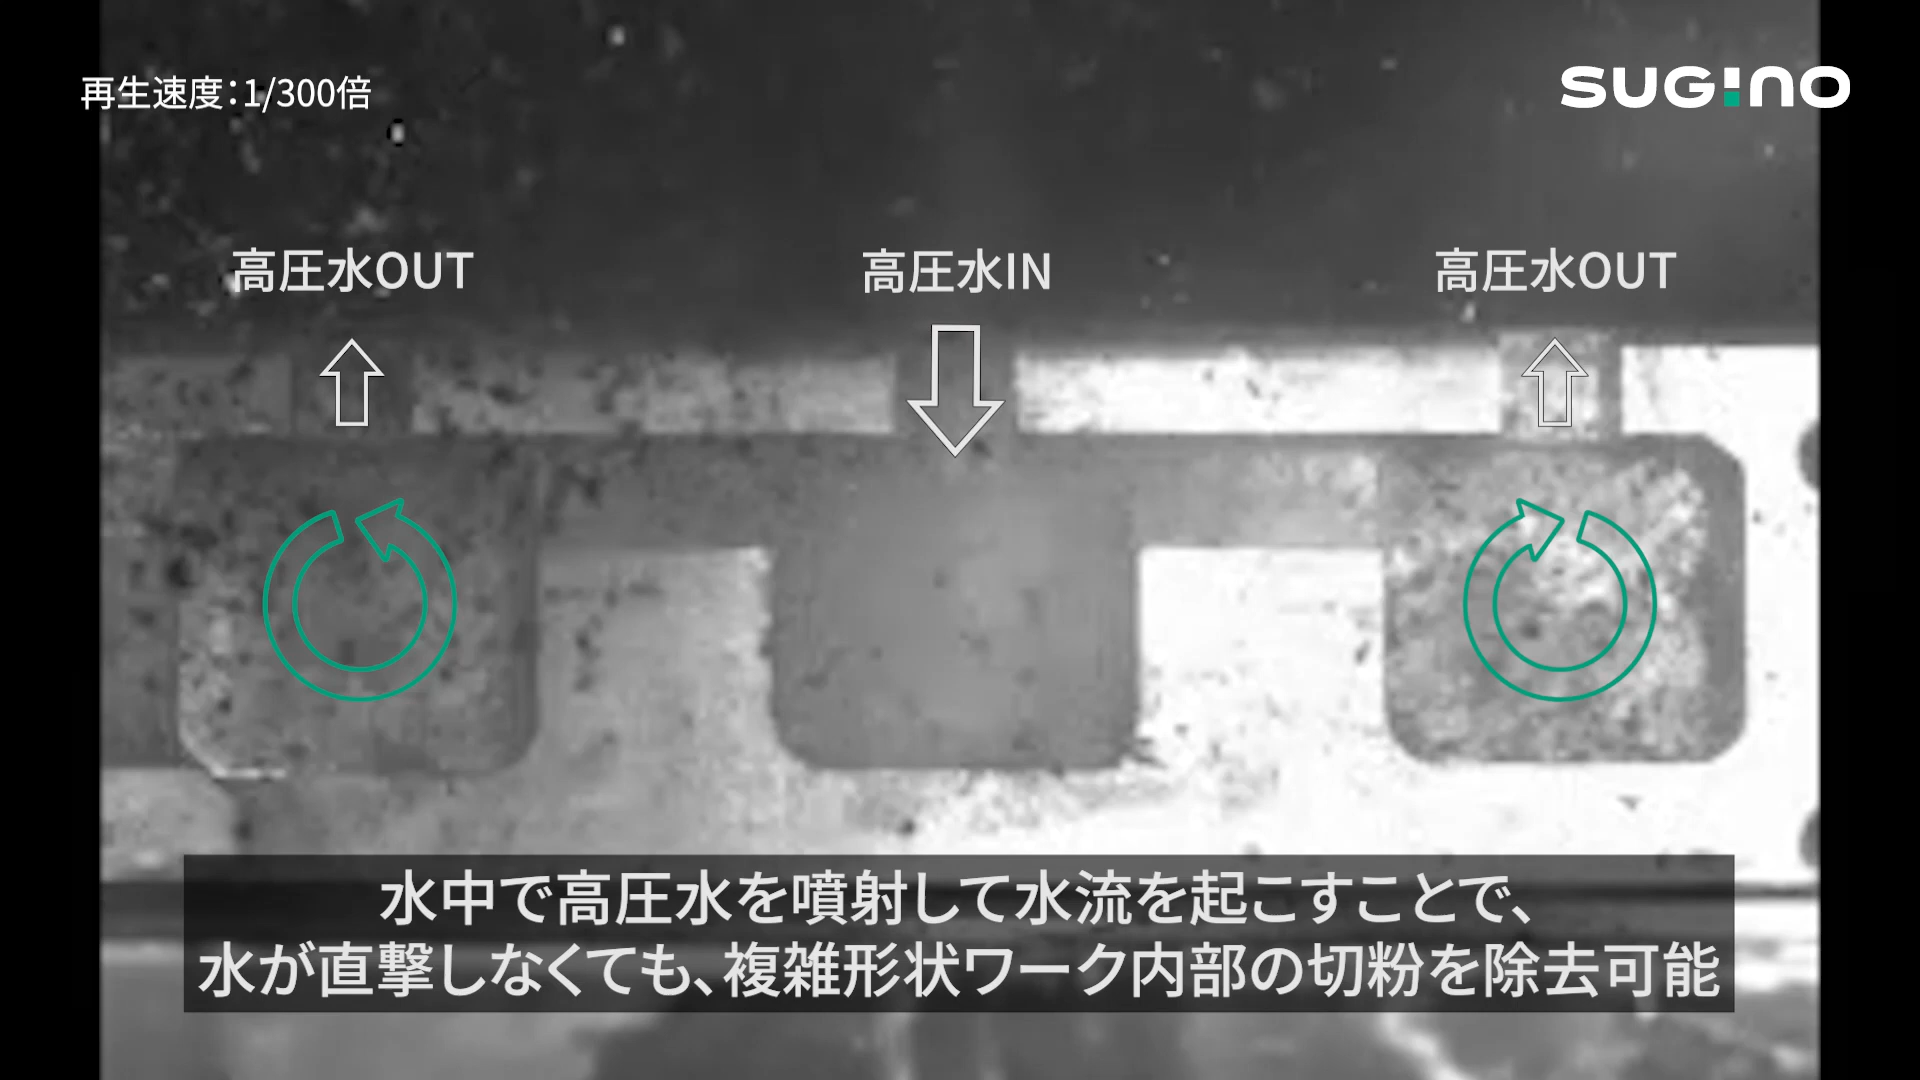 再生速度：1/300倍
SUGINO
高圧水OUT
高圧水IN
高圧水OUT
水中で高圧水を噴射して水流を起こすことで、
水が直撃しなくても、複雑形状ワーク内部の切粉を除去可能